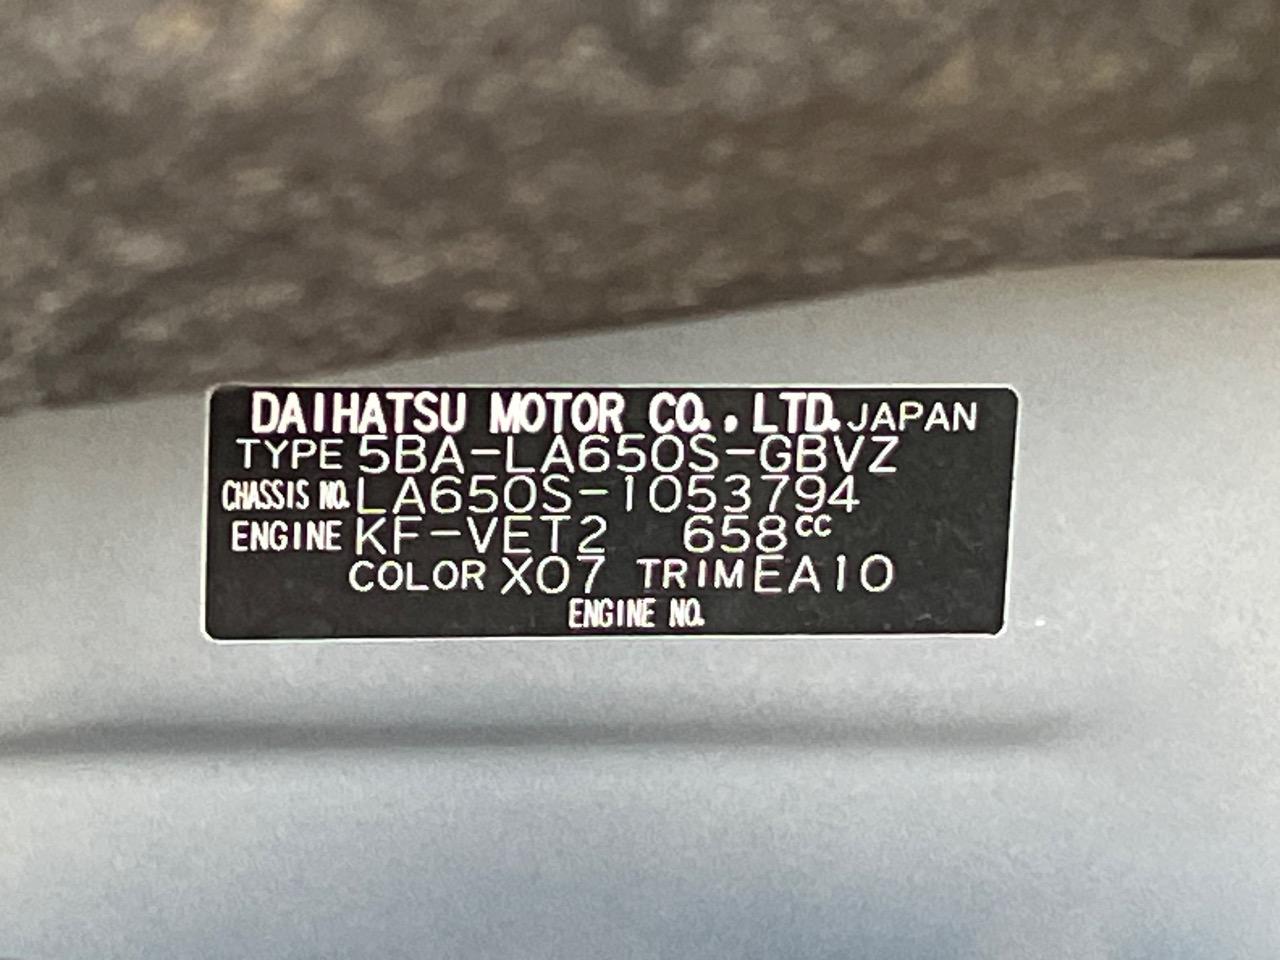 DAIHATSU MOTOR CO., LTD. JAPAN
TYPE 5BA-LA650S-GBVZ
CHASSIS NO. LA650S-1053794
ENGINE KF-VET2 658cc
COLOR X07 TRIM EA10
ENGINE NO.